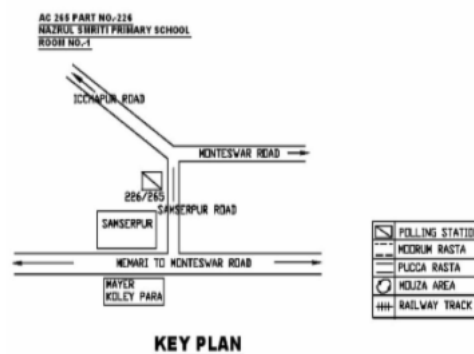 AC 265 PART NO.-226
NAZRUL SMRITI PRIMARY SCHOOL
ROOM NO.-1
ICCHAPUR ROAD
MONTESWAR ROAD
226/265
SAMSERPUR ROAD
SAMSERPUR
MEMARI TO MONTESWAR ROAD
MAYER
KOLEY PARA
POLLING STATIO
MOORUM RASTA
PUCCA RASTA
MOUZA AREA
RAILWAY TRACK
KEY PLAN